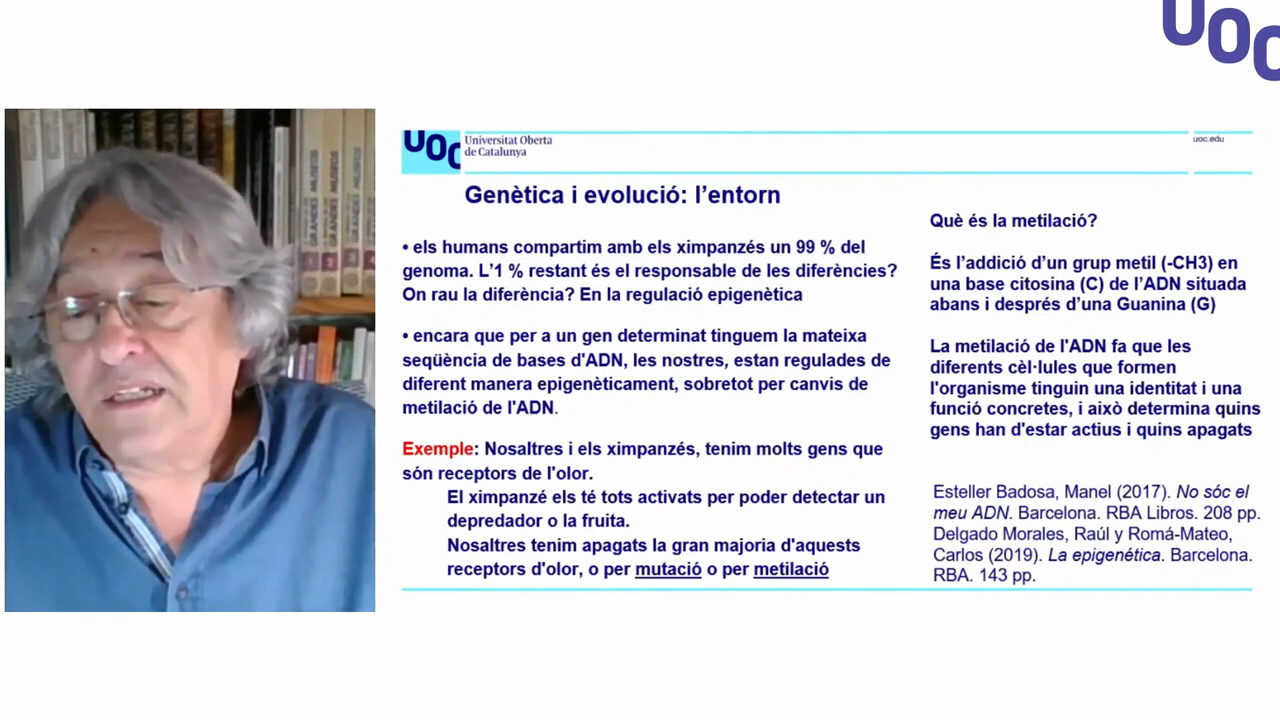 UOC
UOC
Universitat Oberta
de Catalunya
uoc.edu
Genètica i evolució: l’entorn
• els humans compartim amb els ximpanzés un 99 % del
genoma. L’1 % restant és el responsable de les diferències?
On rau la diferència? En la regulació epigenètica
• encara que per a un gen determinat tinguem la mateixa
seqüència de bases d'ADN, les nostres, estan regulades de
diferent manera epigenèticament, sobretot per canvis de
metilació de l'ADN.
Exemple: Nosaltres i els ximpanzés, tenim molts gens que
són receptors de l'olor.
El ximpanzé els té tots activats per poder detectar un
depredador o la fruita.
Nosaltres tenim apagats la gran majoria d'aquests
receptors d'olor, o per mutació o per metilació
Què és la metilació?
És l’addició d’un grup metil (-CH3) en
una base citosina (C) de l’ADN situada
abans i després d’una Guanina (G)
La metilació de l'ADN fa que les
diferents cèl·lules que formen
l'organisme tinguin una identitat i una
funció concretes, i això determina quins
gens han d'estar actius i quins apagats
Esteller Badosa, Manel (2017). No sóc el
meu ADN. Barcelona. RBA Libros. 208 pp.
Delgado Morales, Raúl y Romá-Mateo,
Carlos (2019). La epigenética. Barcelona.
RBA. 143 pp.
GRANDES MUSEOS
GRANDES MUSEOS
GRANDES MUSEOS